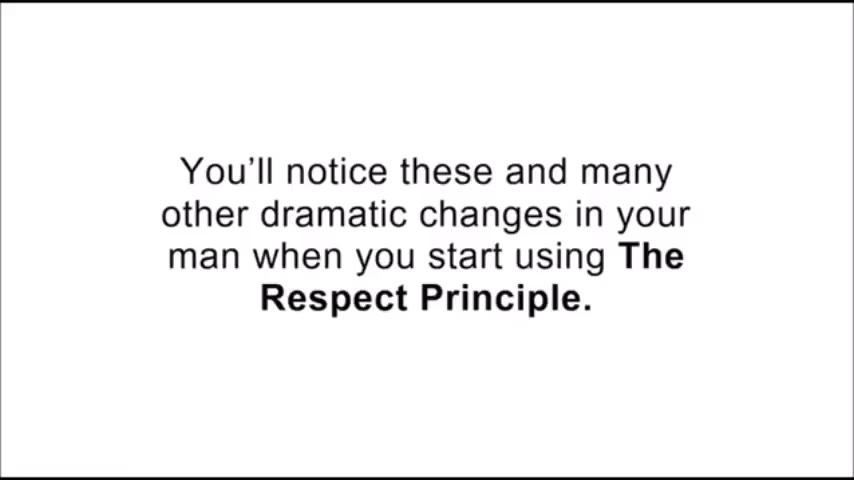 You’ll notice these and many
other dramatic changes in your
man when you start using The
Respect Principle.